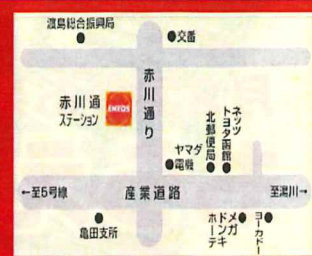 渡島総合振興局
●交番
赤川通り
赤川通
ステーション
ENEOS
ヤマダ
●電機
北郵便局
ネッツ
トヨタ函館
←至5号線
産業道路
至湯川→
亀田支所
メガ
ドンキ
ホーテ
ヨーカドー